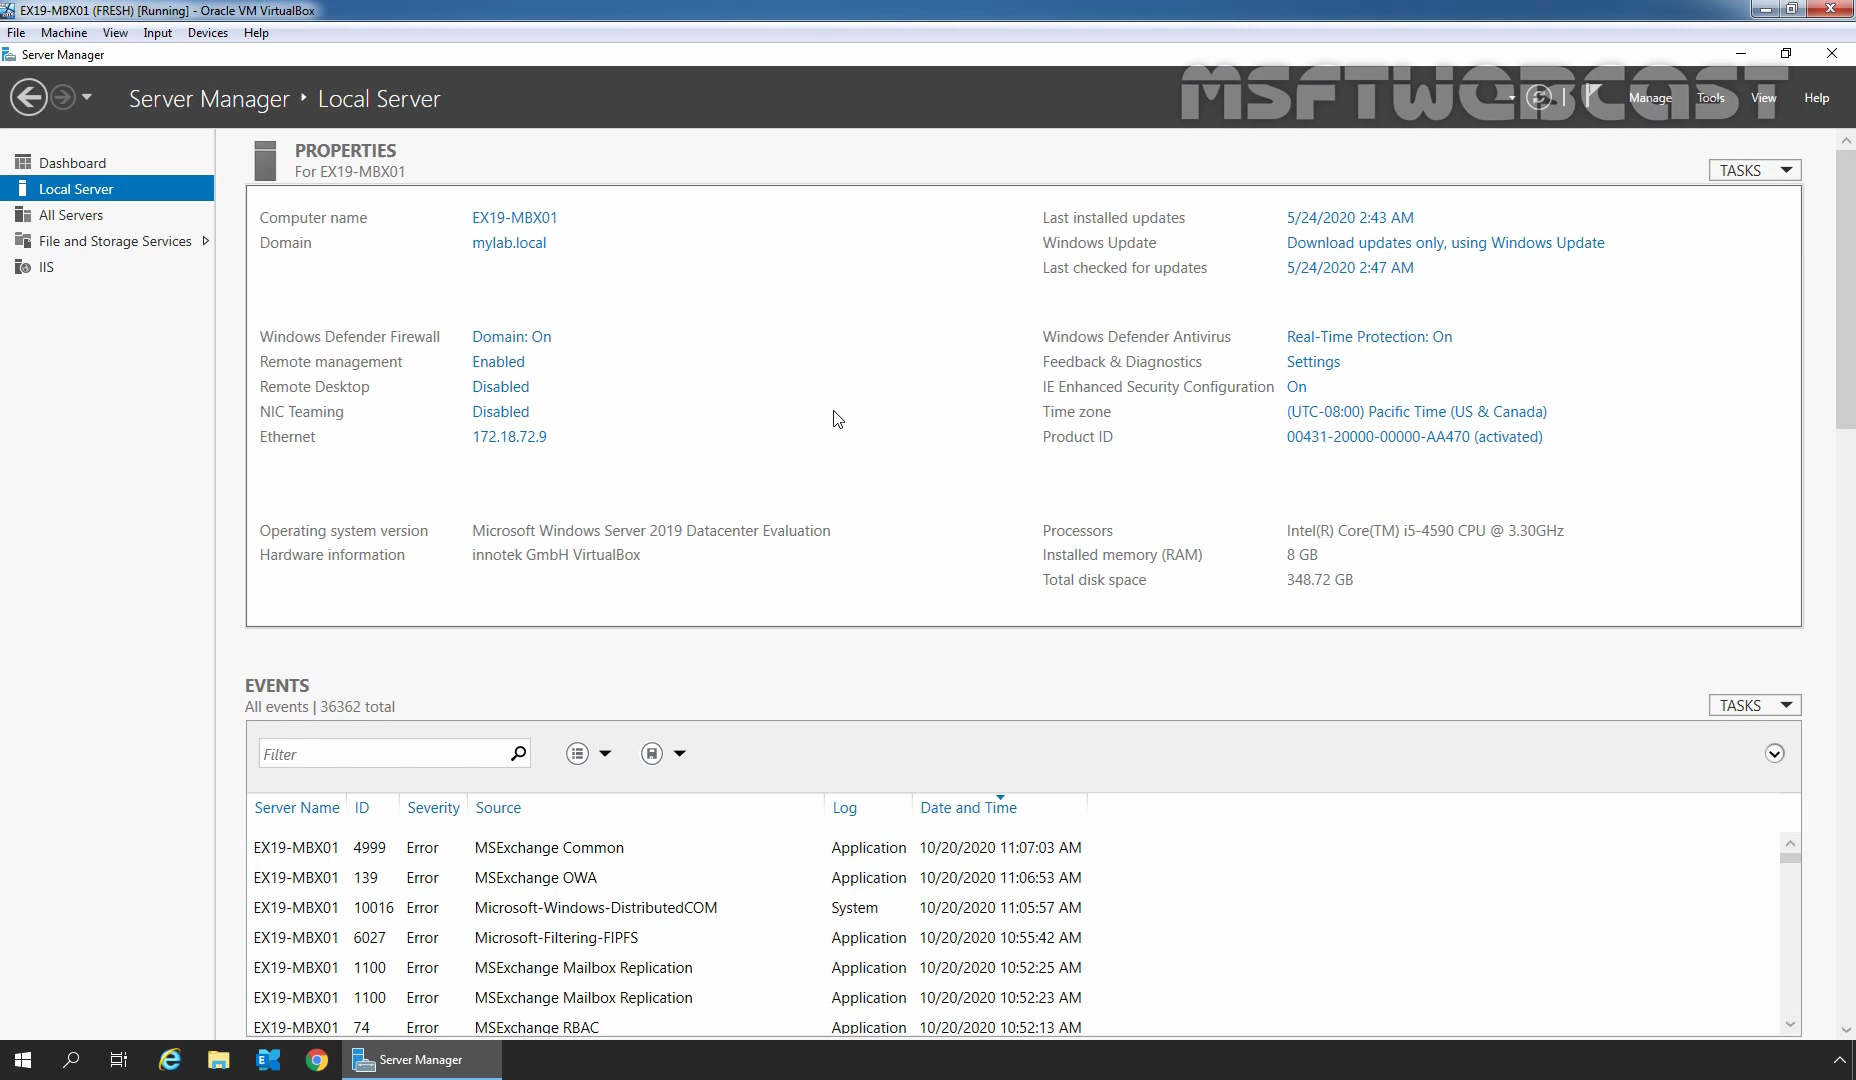 EX19-MBX01 (FRESH) [Running] - Oracle VM VirtualBox
File Machine View Input Devices Help
Server Manager
Server Manager ‣ Local Server
MSFTWEBCAST
Manage Tools View Help
Dashboard
Local Server
All Servers
File and Storage Services
IIS
PROPERTIES
For EX19-MBX01
TASKS
Computer name EX19-MBX01 Last installed updates 5/24/2020 2:43 AM
Domain mylab.local Windows Update Download updates only, using Windows Update
Last checked for updates 5/24/2020 2:47 AM
Windows Defender Firewall Domain: On Windows Defender Antivirus Real-Time Protection: On
Remote management Enabled Feedback & Diagnostics Settings
Remote Desktop Disabled IE Enhanced Security Configuration On
NIC Teaming Disabled Time zone (UTC-08:00) Pacific Time (US & Canada)
Ethernet 172.18.72.9 Product ID 00431-20000-00000-AA470 (activated)
Operating system version Microsoft Windows Server 2019 Datacenter Evaluation Processors Intel(R) Core(TM) i5-4590 CPU @ 3.30GHz
Hardware information innotek GmbH VirtualBox Installed memory (RAM) 8 GB
Total disk space 348.72 GB
EVENTS
All events | 36362 total
TASKS
Filter
Server Name ID Severity Source Log Date and Time
EX19-MBX01 4999 Error MSExchange Common Application 10/20/2020 11:07:03 AM
EX19-MBX01 139 Error MSExchange OWA Application 10/20/2020 11:06:53 AM
EX19-MBX01 10016 Error Microsoft-Windows-DistributedCOM System 10/20/2020 11:05:57 AM
EX19-MBX01 6027 Error Microsoft-Filtering-FIPFS Application 10/20/2020 10:55:42 AM
EX19-MBX01 1100 Error MSExchange Mailbox Replication Application 10/20/2020 10:52:25 AM
EX19-MBX01 1100 Error MSExchange Mailbox Replication Application 10/20/2020 10:52:23 AM
EX19-MBX01 74 Error MSExchange RBAC Application 10/20/2020 10:52:13 AM
Server Manager